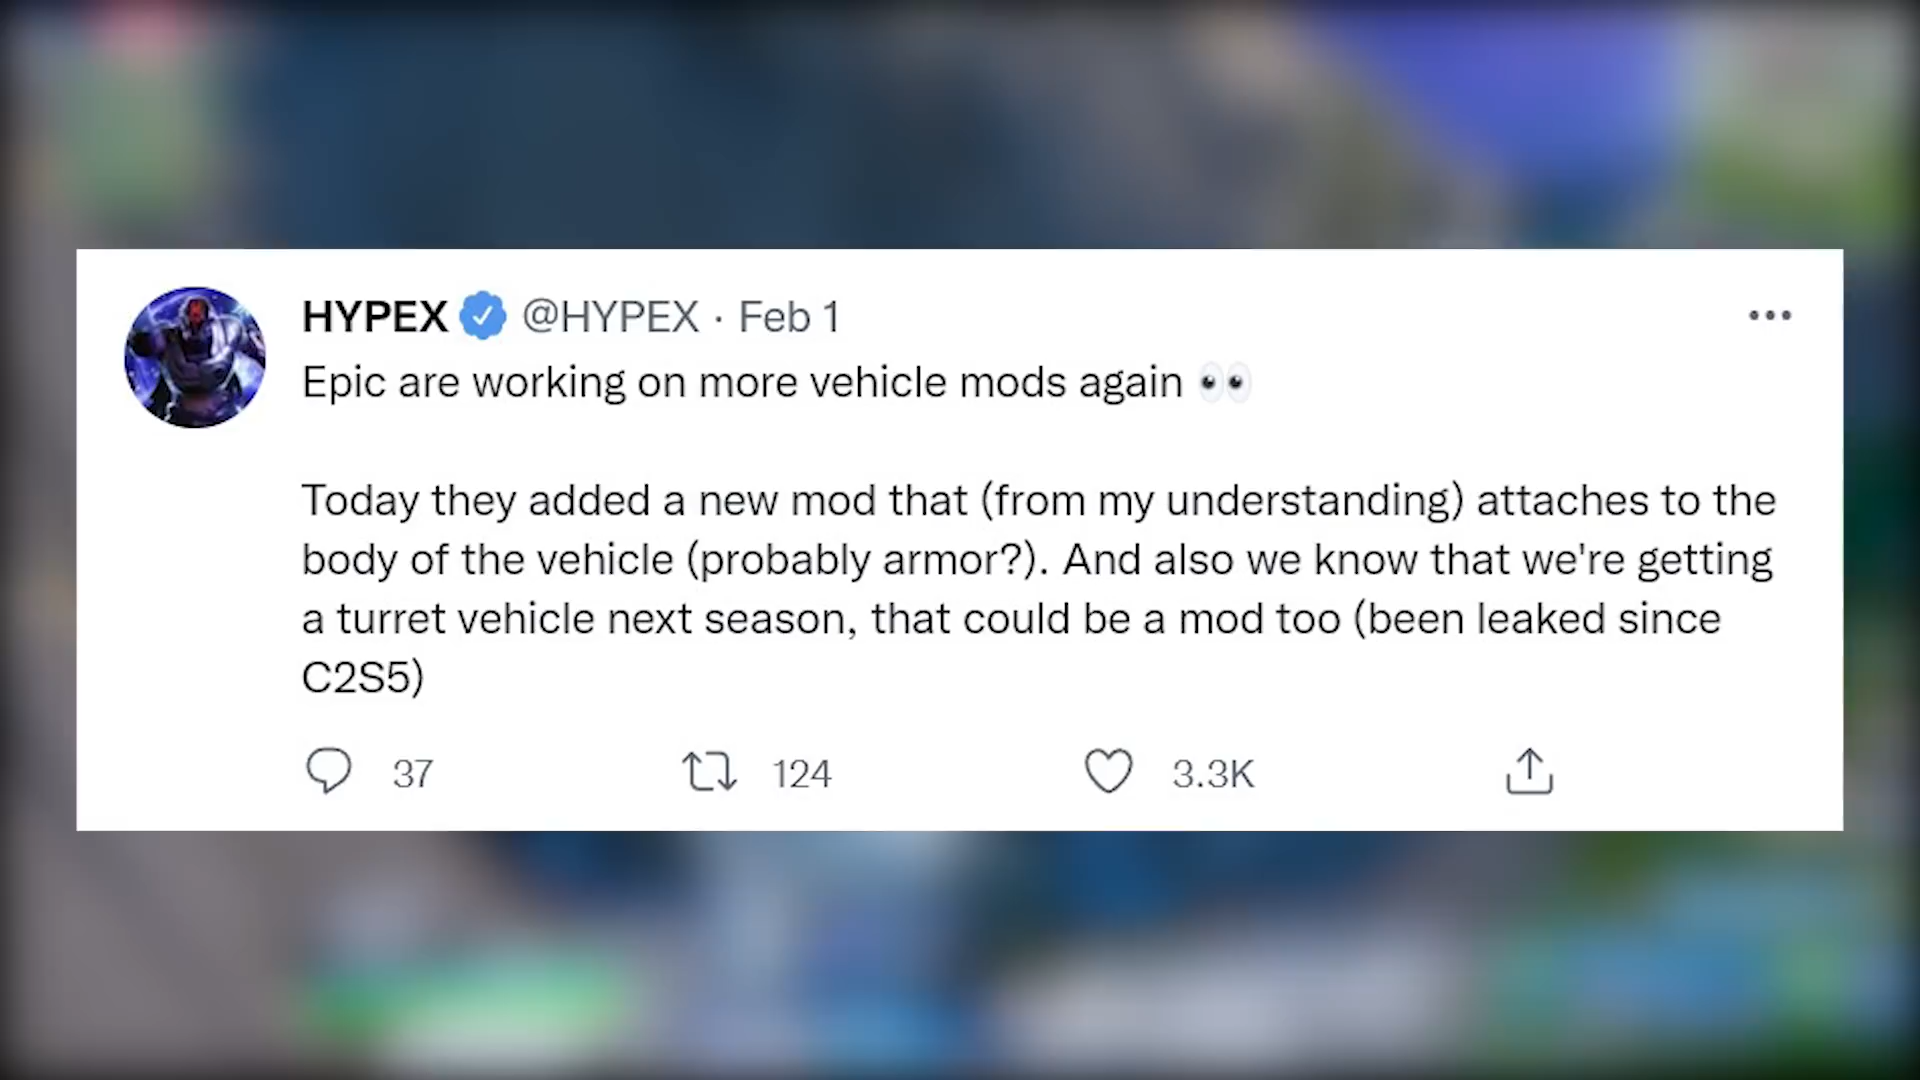 HYPEX @HYPEX · Feb 1
Epic are working on more vehicle mods again 👀
Today they added a new mod that (from my understanding) attaches to the
body of the vehicle (probably armor?). And also we know that we're getting
a turret vehicle next season, that could be a mod too (been leaked since
C2S5)
37 124 3.3K